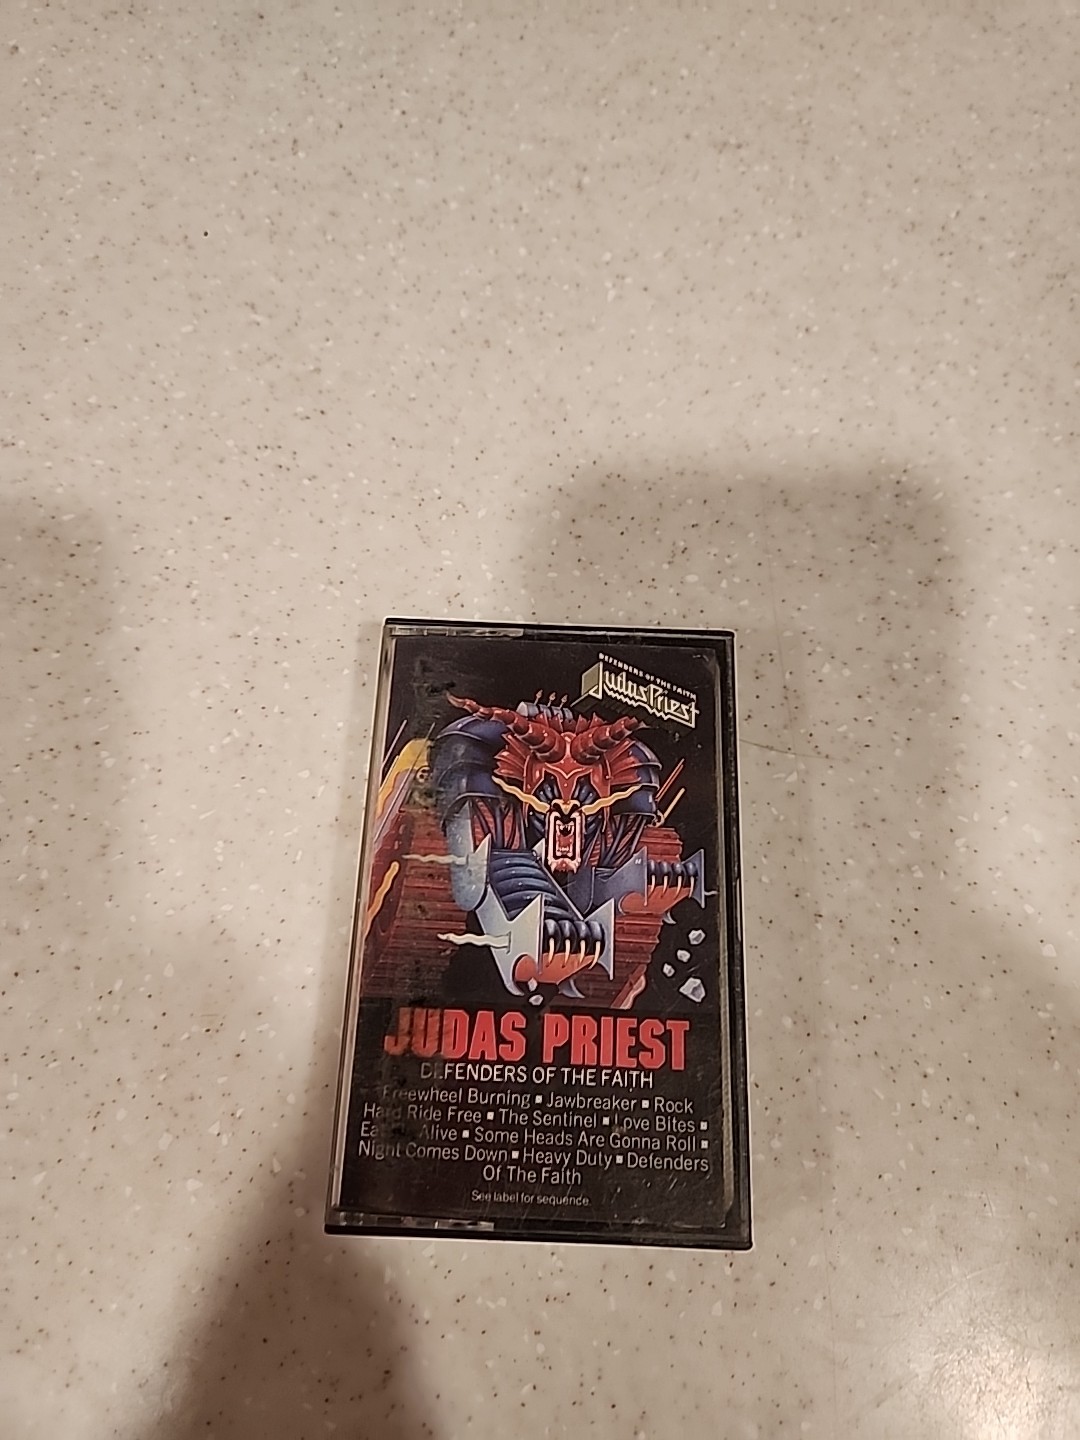 DEFENDERS OF THE FAITH
Judas Priest
JUDAS PRIEST
DEFENDERS OF THE FAITH
Freewheel Burning ▪ Jawbreaker ▪ Rock
Hard Ride Free ▪ The Sentinel ▪ Love Bites ▪
Eaten Alive ▪ Some Heads Are Gonna Roll ▪
Night Comes Down ▪ Heavy Duty ▪ Defenders
Of The Faith
See label for sequence.